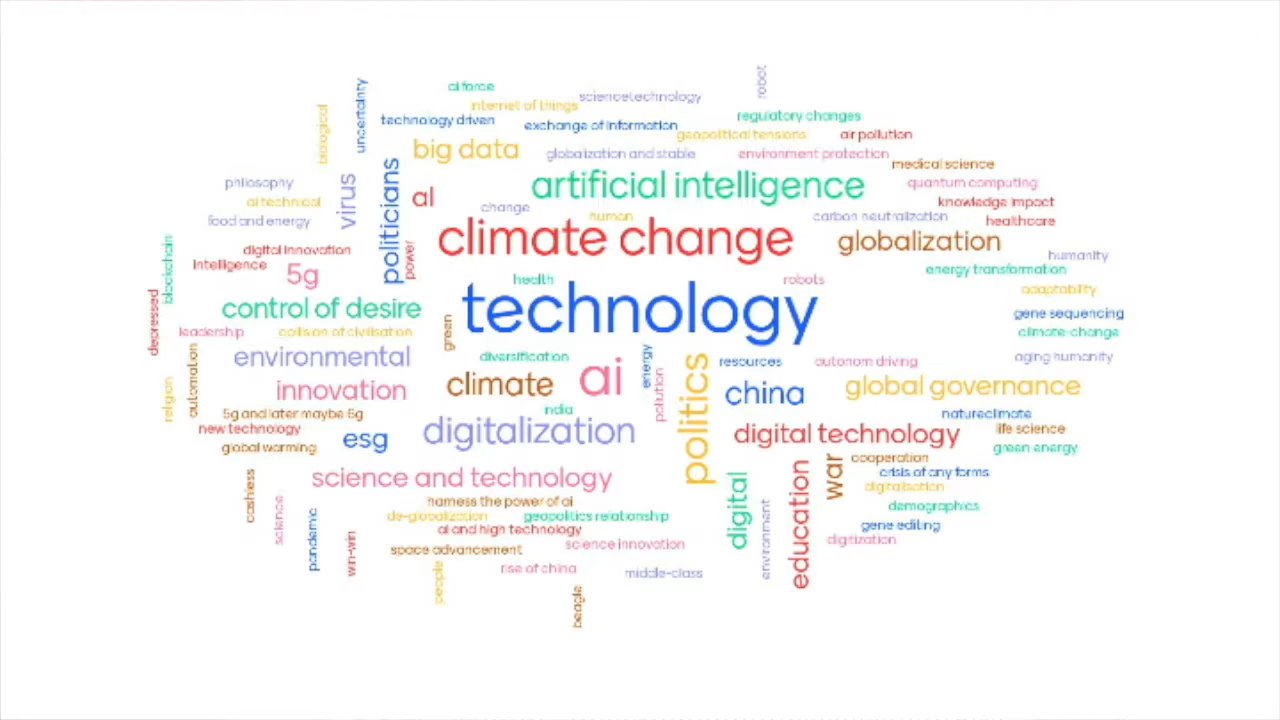 robot
ai force
internet of things
sciencetechnology
uncertainty
biological
technology driven
exchange of information
regulatory changes
geopolitical tensions
air pollution
big data
globalization and stable
environment protection
medical science
politicians
virus
philosophy
artificial intelligence
quantum computing
ai technical
al
change
human
carbon neutralization
knowledge impact
healthcare
food and energy
climate change
globalization
blockchain
digital innovation
power
humanity
intelligence
5g
health
robots
energy transformation
adaptability
depressed
control of desire
technology
gene sequencing
leadership
collision of civilisation
green
climate-change
automation
environmental
diversification
energy
politics
resources
autonom driving
aging humanity
religion
innovation
climate
ai
pollution
china
global governance
5g and later maybe 6g
ndia
natureclimate
new technology
esg
digitalization
digital technology
life science
global warming
war
cooperation
green energy
cashless
science and technology
digital
education
crisis of any forms
digitalisation
science
harness the power of ai
environment
demographics
pandemic
de-globalization
geopolitics relationship
gene editing
win-win
ai and high technology
digitization
space advancement
science innovation
people
rise of china
middle-class
beagle